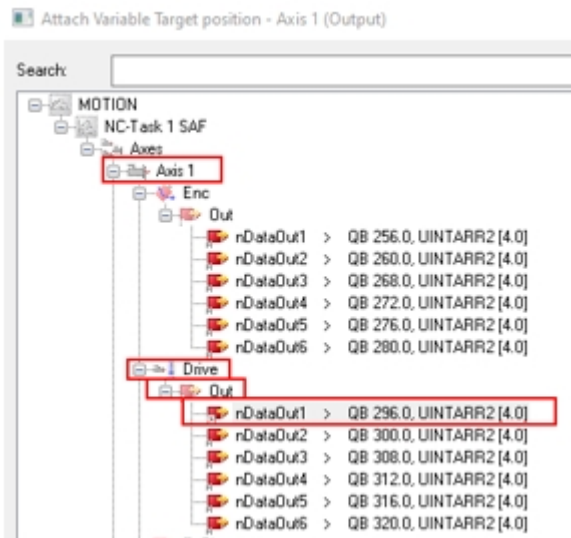 Attach Variable Target position - Axis 1 (Output)
Search:
MOTION
NC-Task 1 SAF
Axes
Axis 1
Enc
Out
nDataOut1 > QB 256.0, UINTARR2 [4.0]
nDataOut2 > QB 260.0, UINTARR2 [4.0]
nDataOut3 > QB 268.0, UINTARR2 [4.0]
nDataOut4 > QB 272.0, UINTARR2 [4.0]
nDataOut5 > QB 276.0, UINTARR2 [4.0]
nDataOut6 > QB 280.0, UINTARR2 [4.0]
Drive
Out
nDataOut1 > QB 296.0, UINTARR2 [4.0]
nDataOut2 > QB 300.0, UINTARR2 [4.0]
nDataOut3 > QB 308.0, UINTARR2 [4.0]
nDataOut4 > QB 312.0, UINTARR2 [4.0]
nDataOut5 > QB 316.0, UINTARR2 [4.0]
nDataOut6 > QB 320.0, UINTARR2 [4.0]